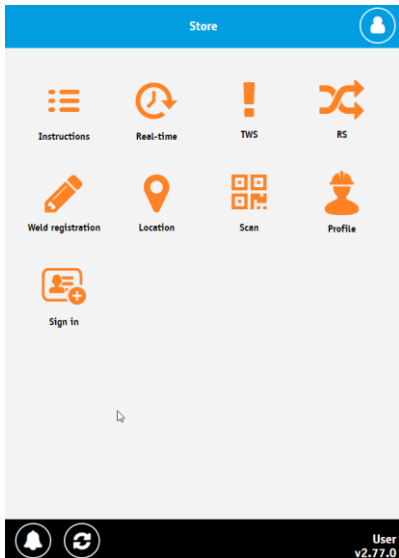 Store
Instructions
Real-time
TWS
RS
Weld registration
Location
Scan
Profile
Sign in
User
v2.77.0